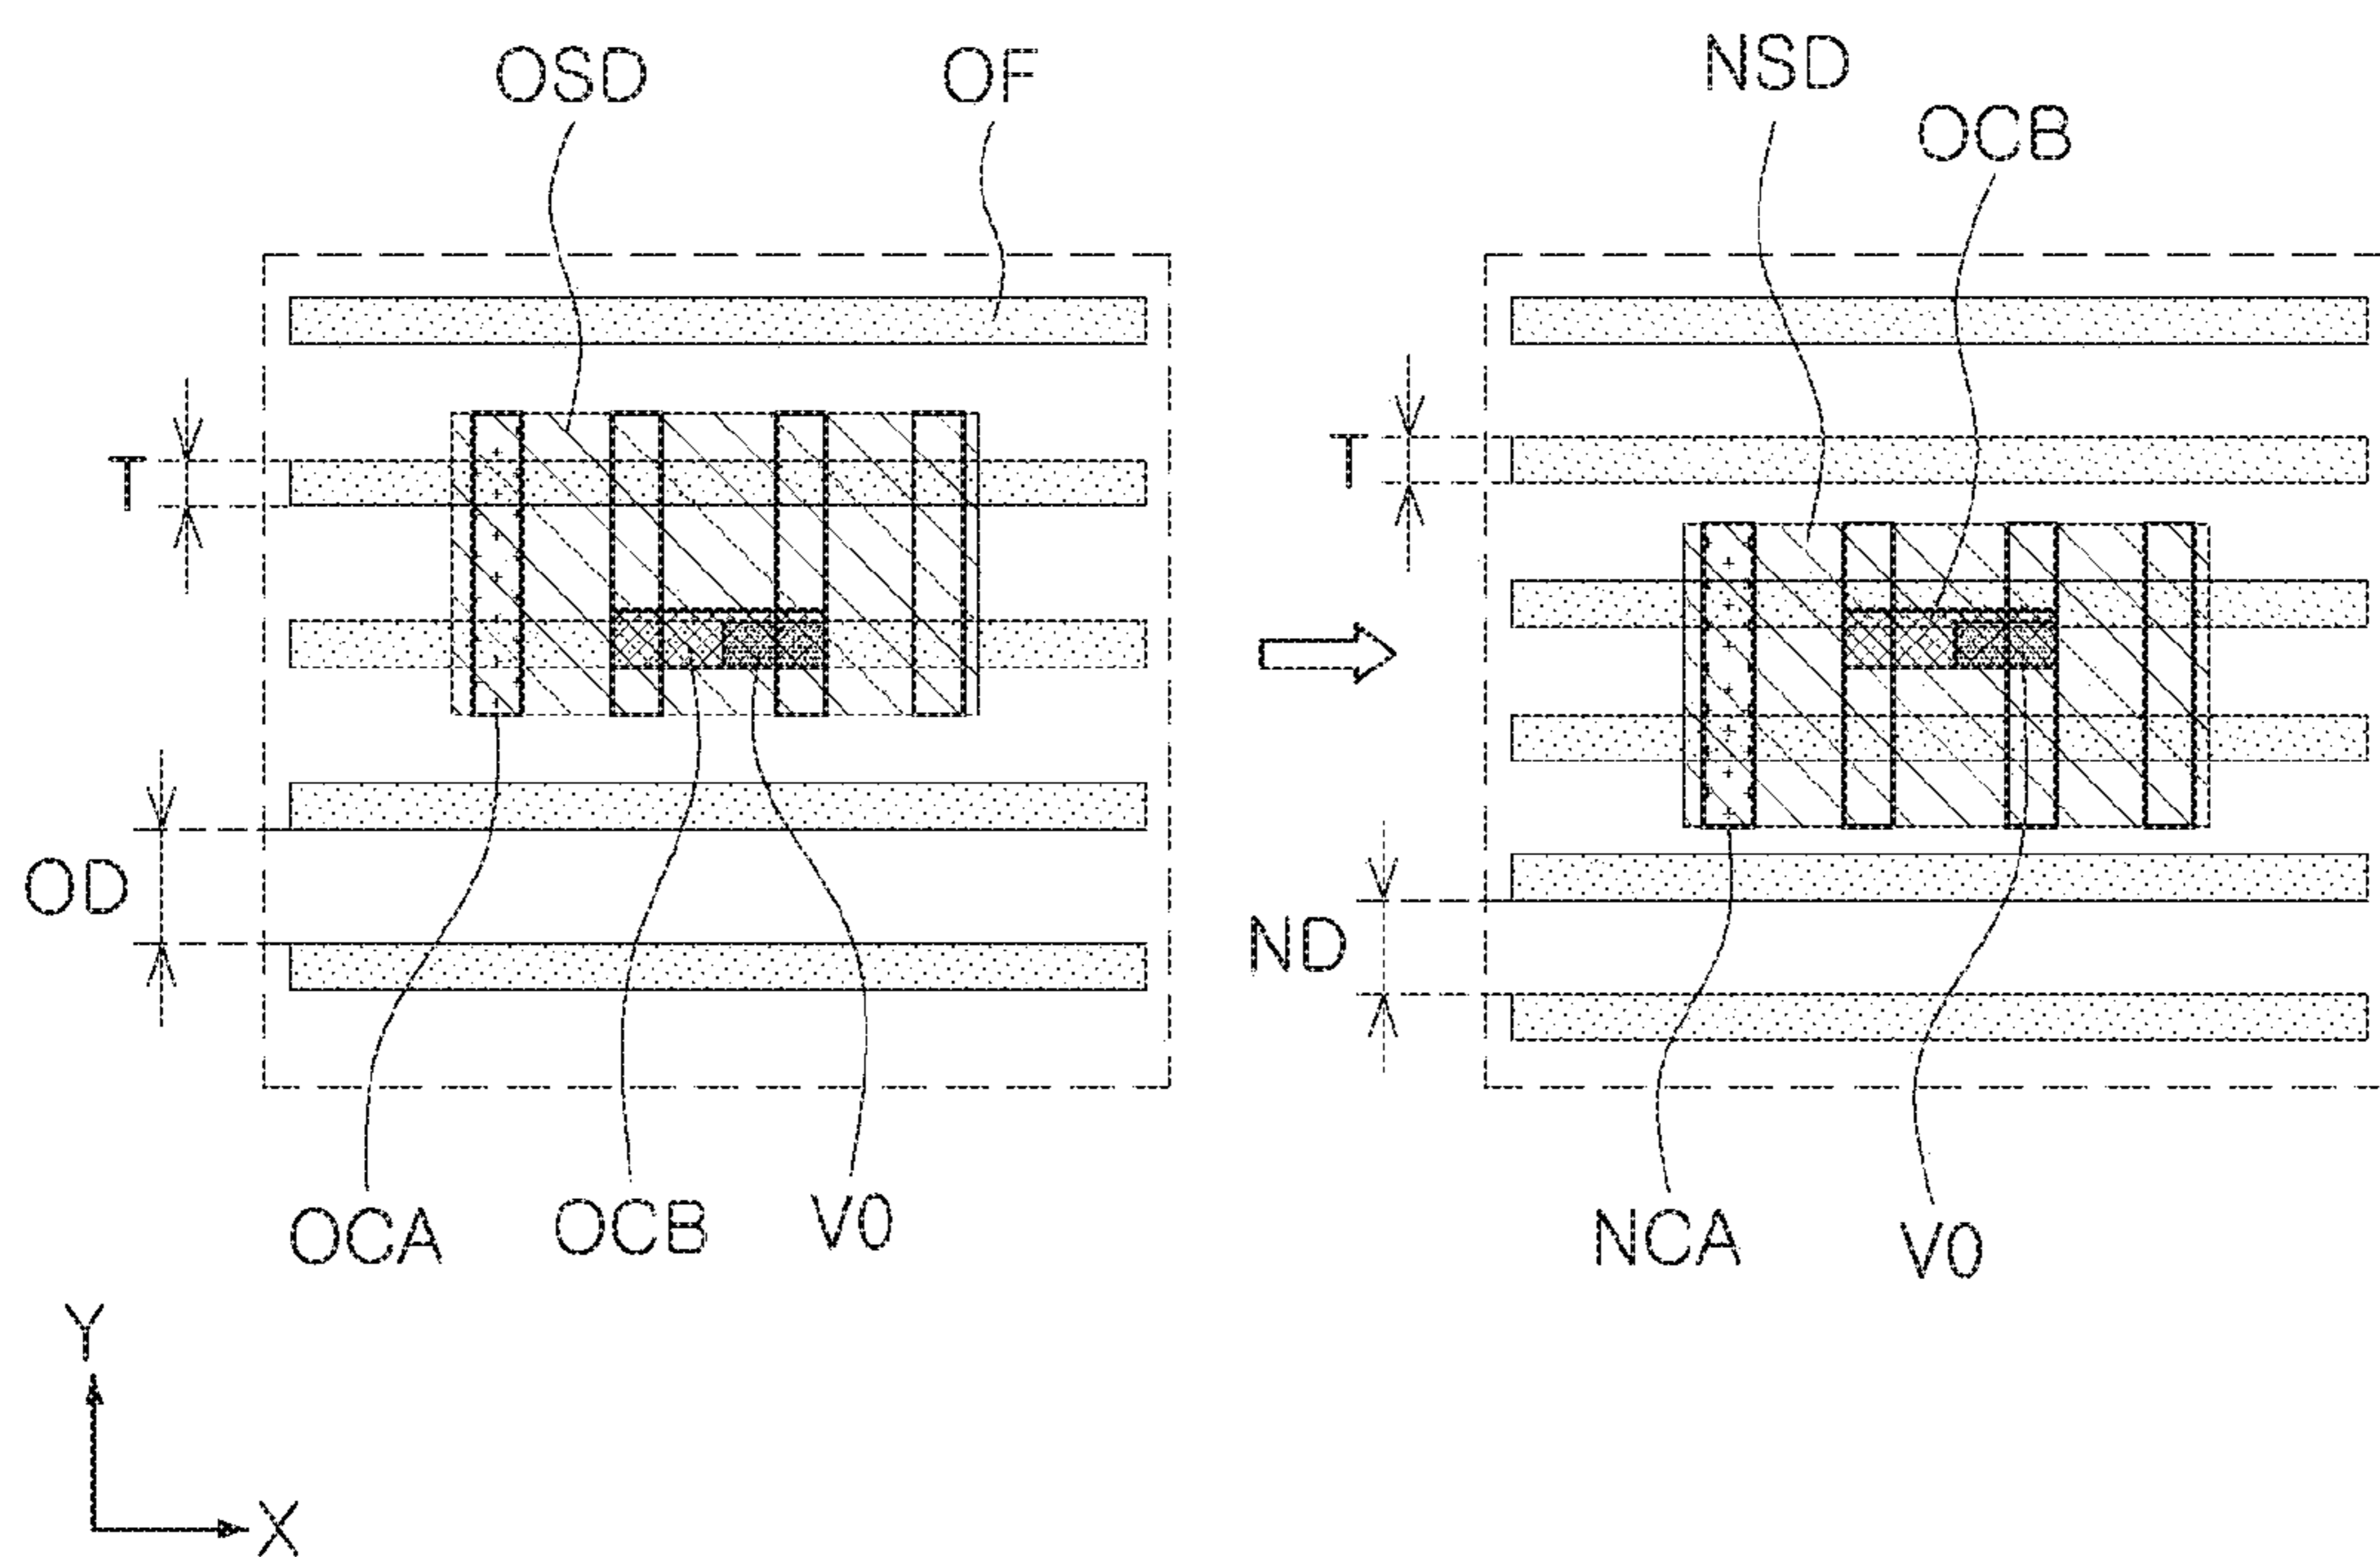 OSD OF NSD
OCB
T T
OD ND
OCA OCB V0 NCA V0
Y
X